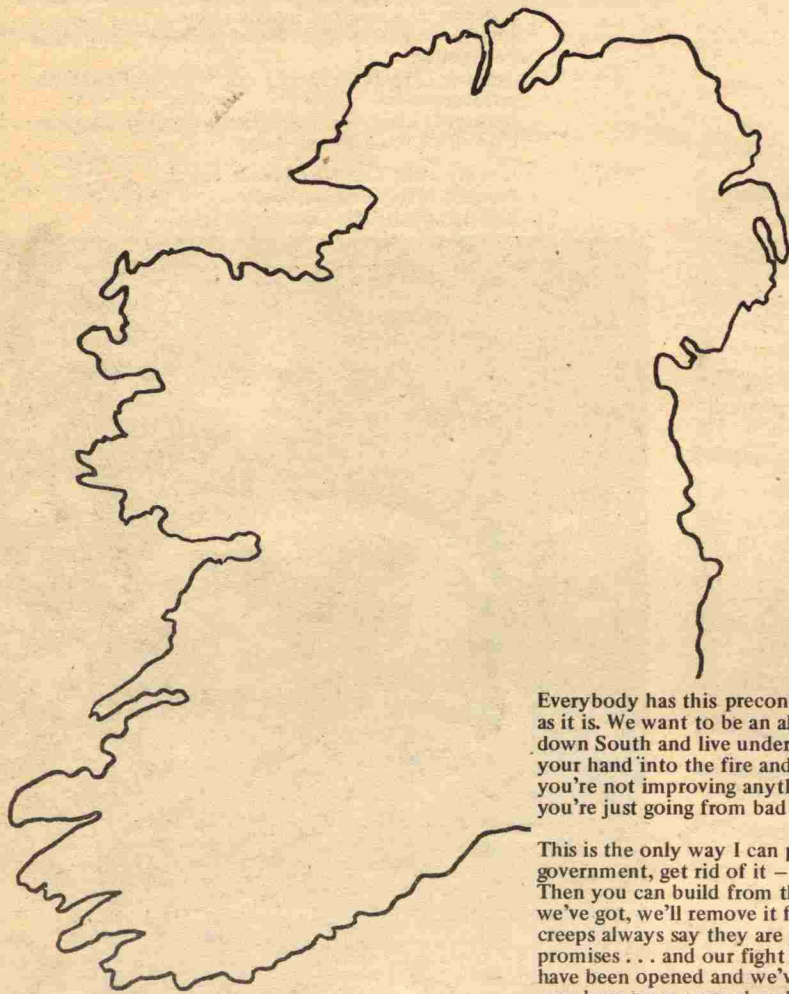 Everybody has this precon
as it is. We want to be an al
down South and live under
your hand into the fire and
you're not improving anyth
you're just going from bad
This is the only way I can p
government, get rid of it –
Then you can build from th
we've got, we'll remove it f
creeps always say they are
promises . . . and our fight
have been opened and we'v